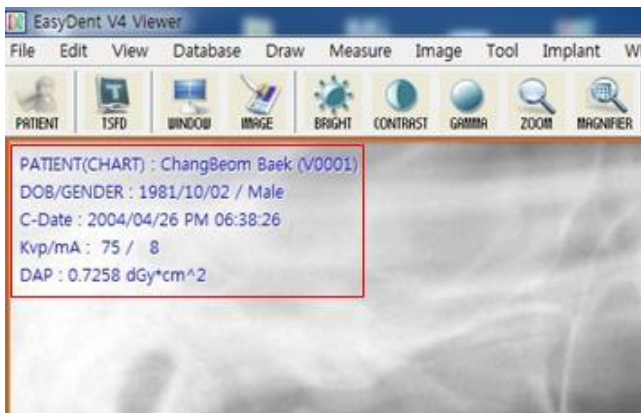 EasyDent V4 Viewer
File Edit View Database Draw Measure Image Tool Implant
PATIENT TSFD WINDOW IMAGE BRIGHT CONTRAST GAMMA ZOOM MAGNIFIER
PATIENT(CHART) : ChangBeom Baek (V0001)
DOB/GENDER : 1981/10/02 / Male
C-Date : 2004/04/26 PM 06:38:26
Kvp/mA : 75 / 8
DAP : 0.7258 dGy*cm^2